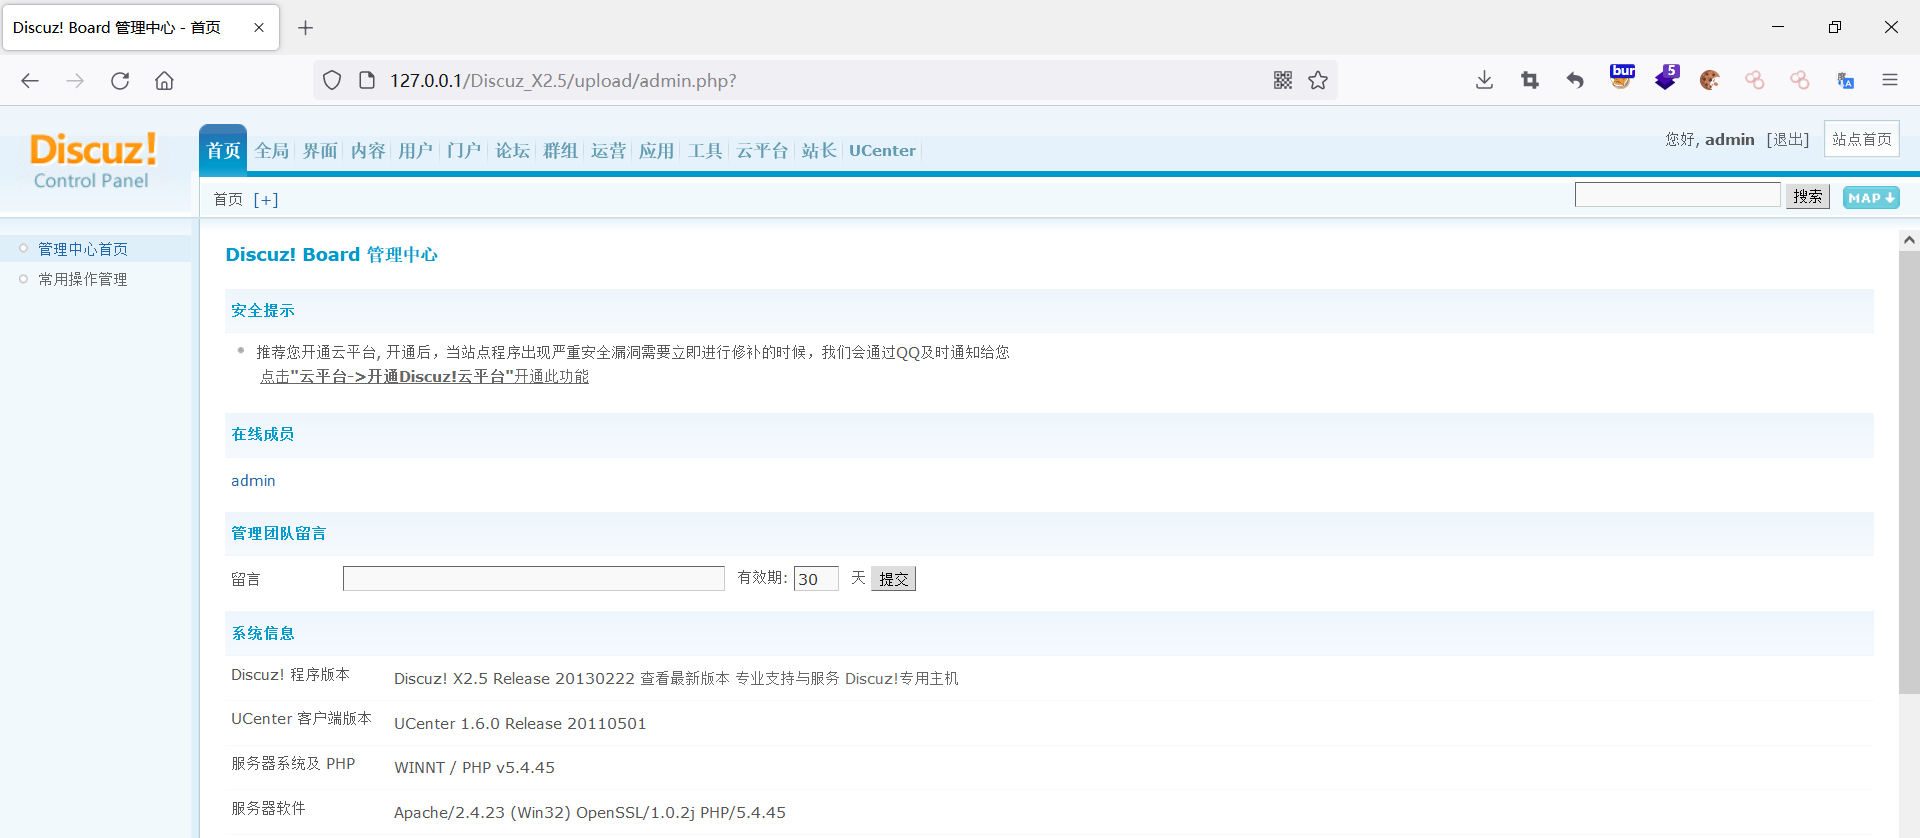 Discuz! Board 管理中心 - 首页
127.0.0.1/Discuz_X2.5/upload/admin.php?
bur
5
Discuz!
Control Panel
首页 全局 界面 内容 用户 门户 论坛 群组 运营 应用 工具 云平台 站长 UCenter
您好, admin [退出] 站点首页
首页 [+]
搜索 MAP
管理中心首页
常用操作管理
Discuz! Board 管理中心
安全提示
推荐您开通云平台, 开通后，当站点程序出现严重安全漏洞需要立即进行修补的时候，我们会通过QQ及时通知给您
点击"云平台->开通Discuz!云平台"开通此功能
在线成员
admin
管理团队留言
留言 有效期: 30 天 提交
系统信息
Discuz! 程序版本 Discuz! X2.5 Release 20130222 查看最新版本 专业支持与服务 Discuz!专用主机
UCenter 客户端版本 UCenter 1.6.0 Release 20110501
服务器系统及 PHP WINNT / PHP v5.4.45
服务器软件 Apache/2.4.23 (Win32) OpenSSL/1.0.2j PHP/5.4.45